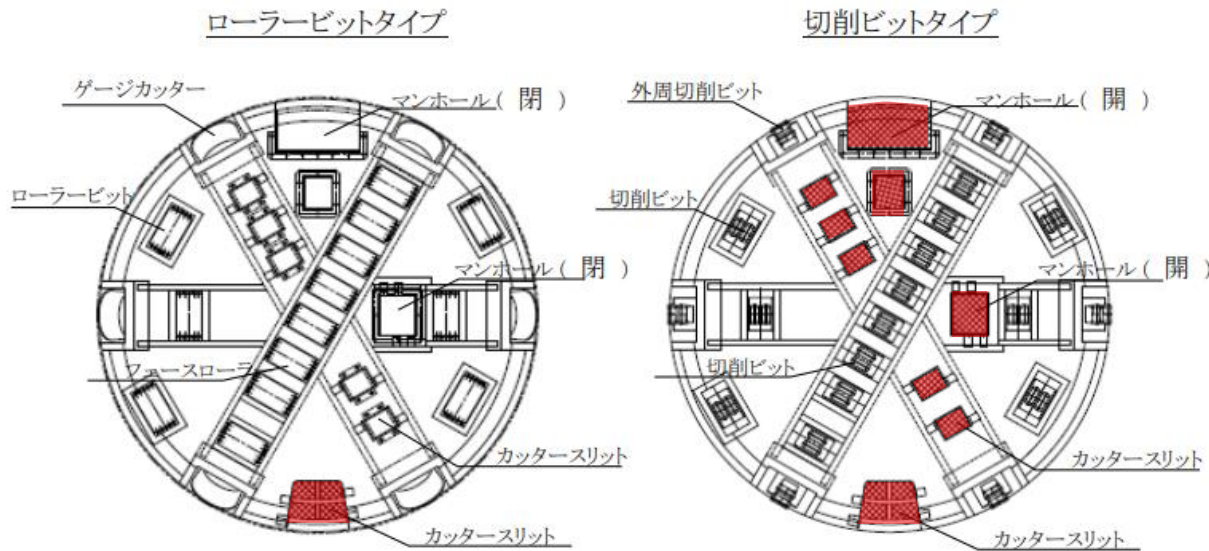 ローラービットタイプ
切削ビットタイプ
ゲージカッター
マンホール( 閉 )
外周切削ビット
マンホール( 開 )
ローラービット
切削ビット
マンホール( 閉 )
マンホール( 開 )
フェースローラ
切削ビット
カッタースリット
カッタースリット
カッタースリット
カッタースリット